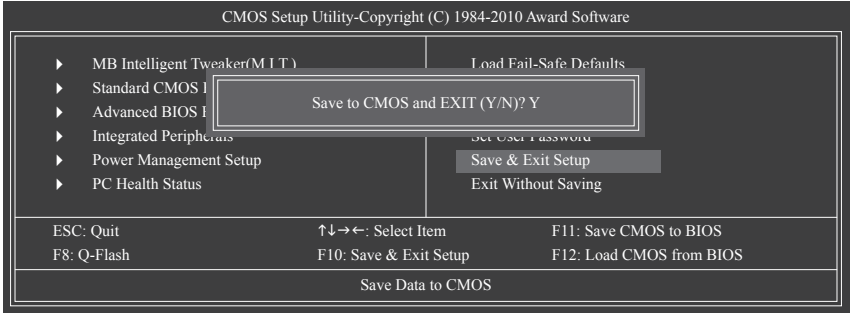 CMOS Setup Utility-Copyright (C) 1984-2010 Award Software
MB Intelligent Tweaker(M.I.T.)
Standard CMOS
Advanced BIOS
Integrated Peripherals
Power Management Setup
PC Health Status
Load Fail-Safe Defaults
Set User Password
Save & Exit Setup
Exit Without Saving
Save to CMOS and EXIT (Y/N)? Y
ESC: Quit ↑↓→←: Select Item F11: Save CMOS to BIOS
F8: Q-Flash F10: Save & Exit Setup F12: Load CMOS from BIOS
Save Data to CMOS